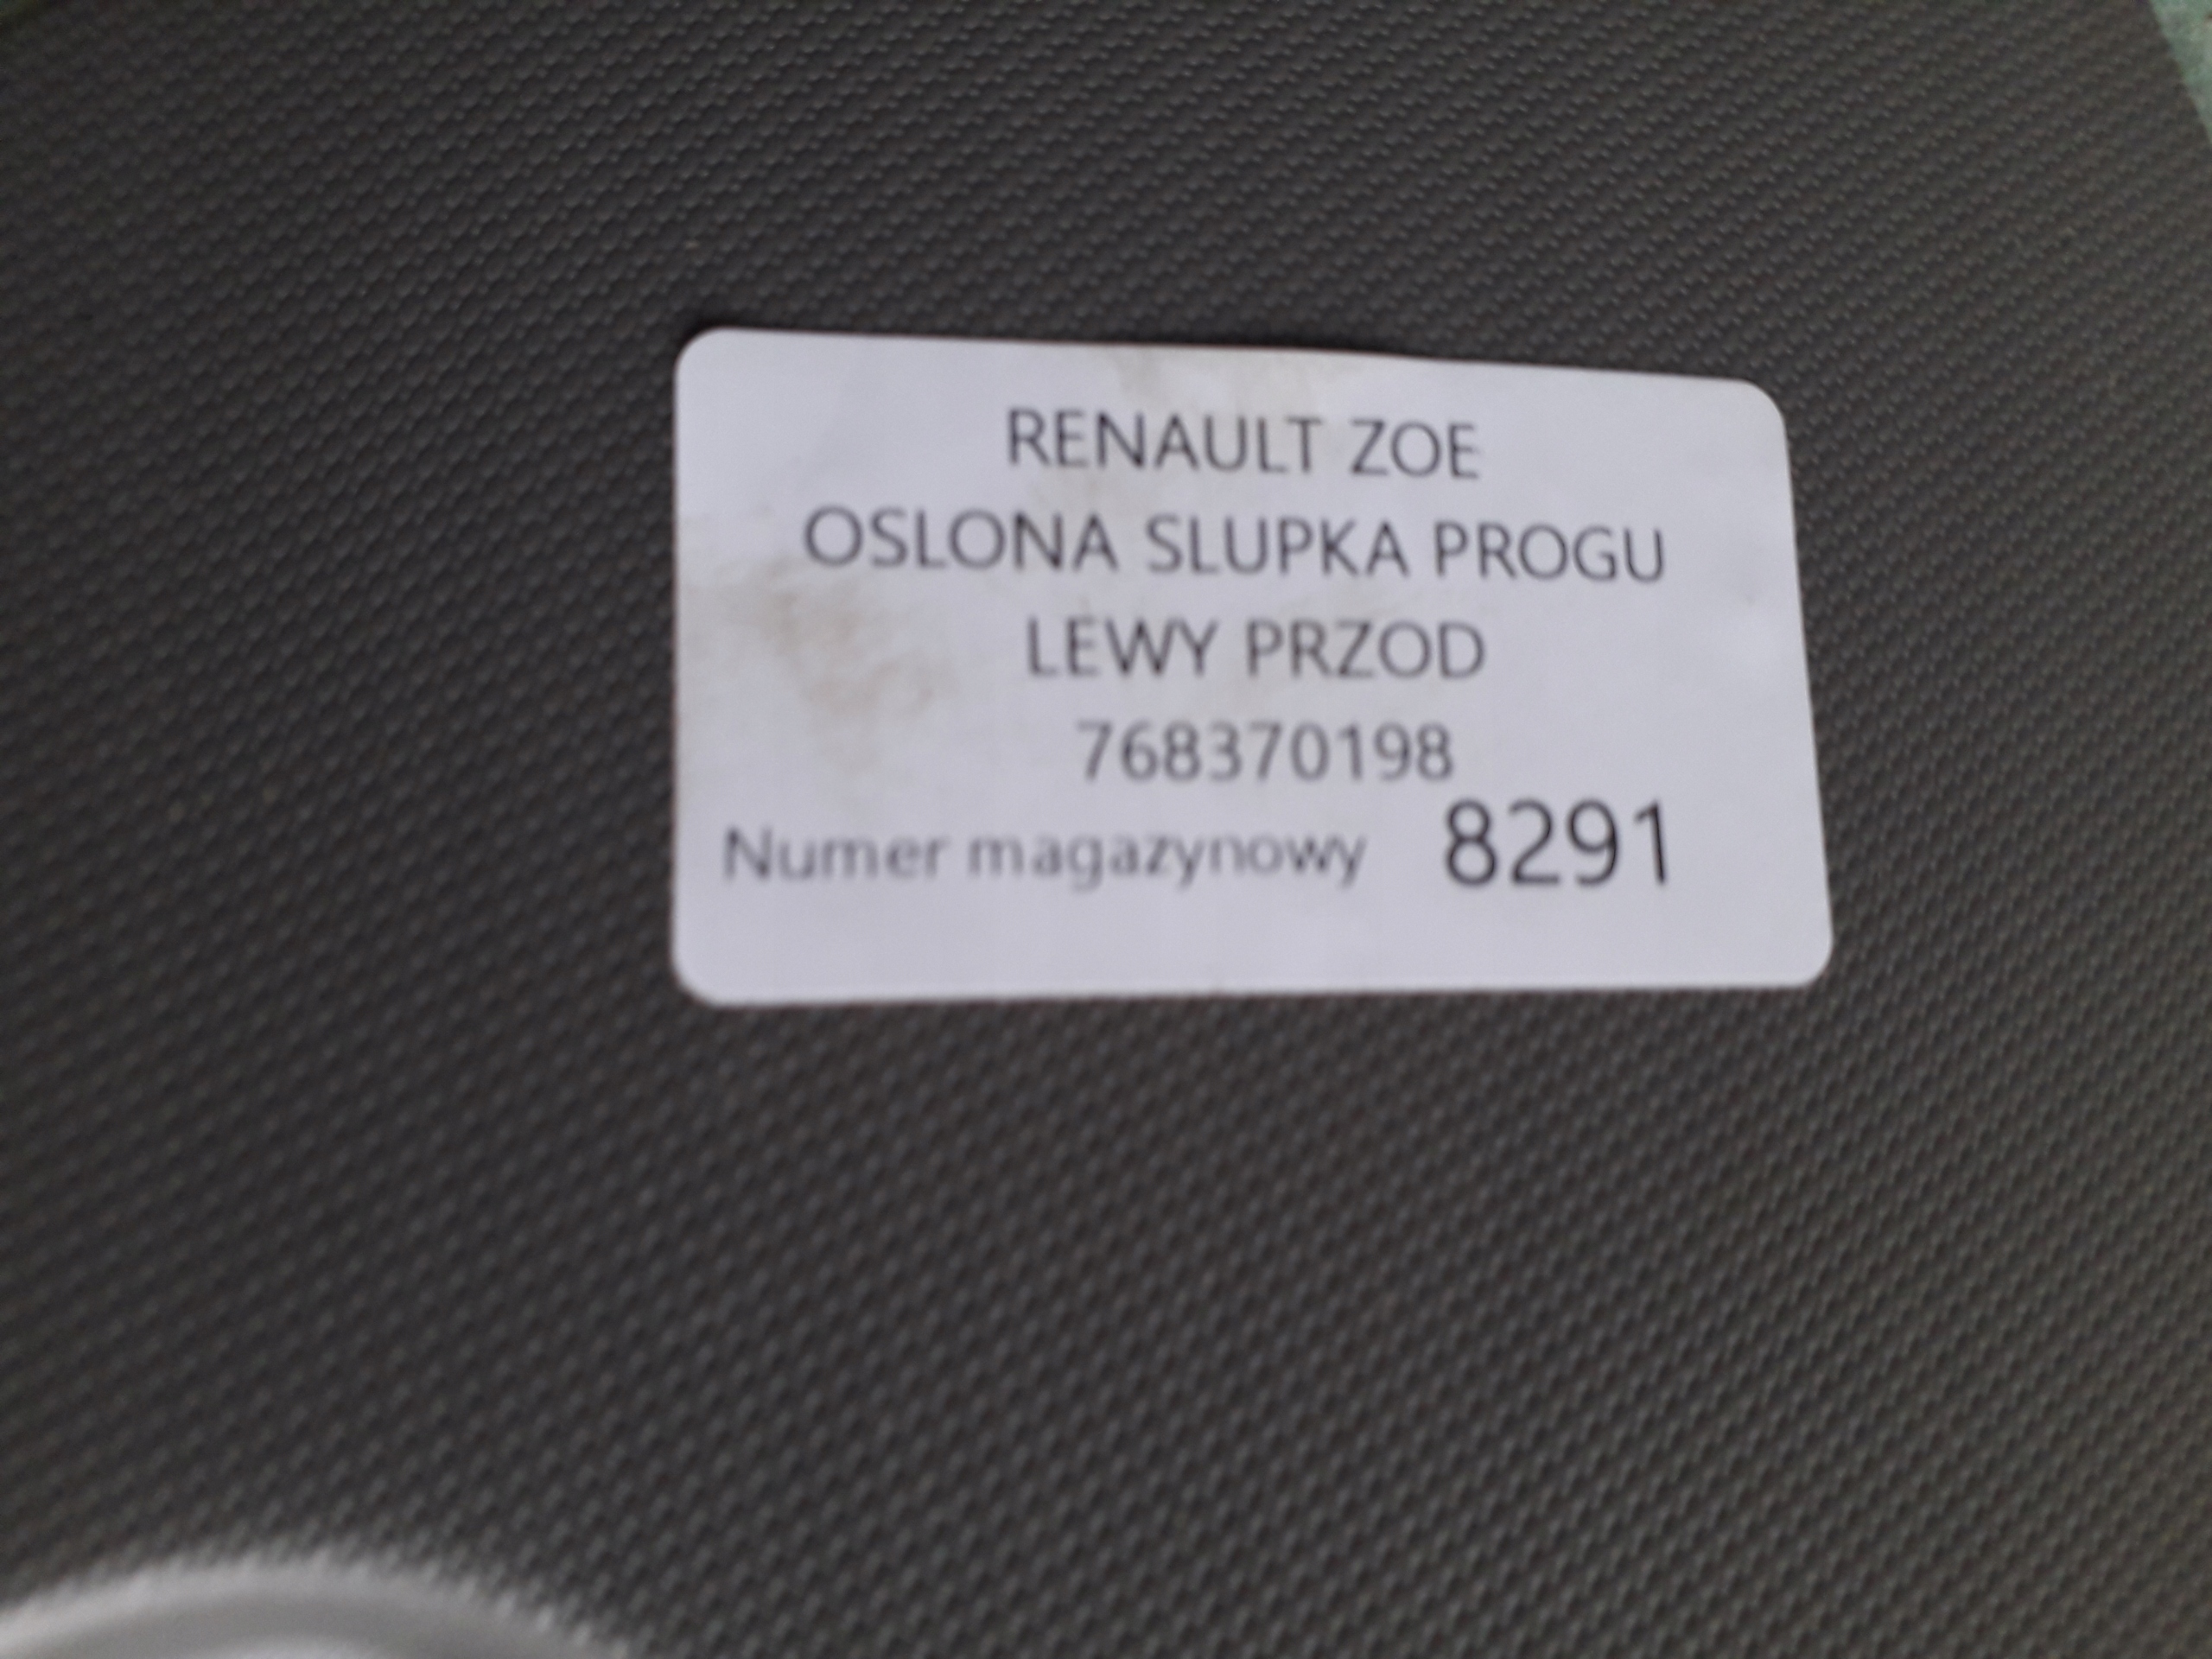 RENAULT ZOE
OSLONA SLUPKA PROGU
LEWY PRZOD
768370198
Numer magazynowy 8291